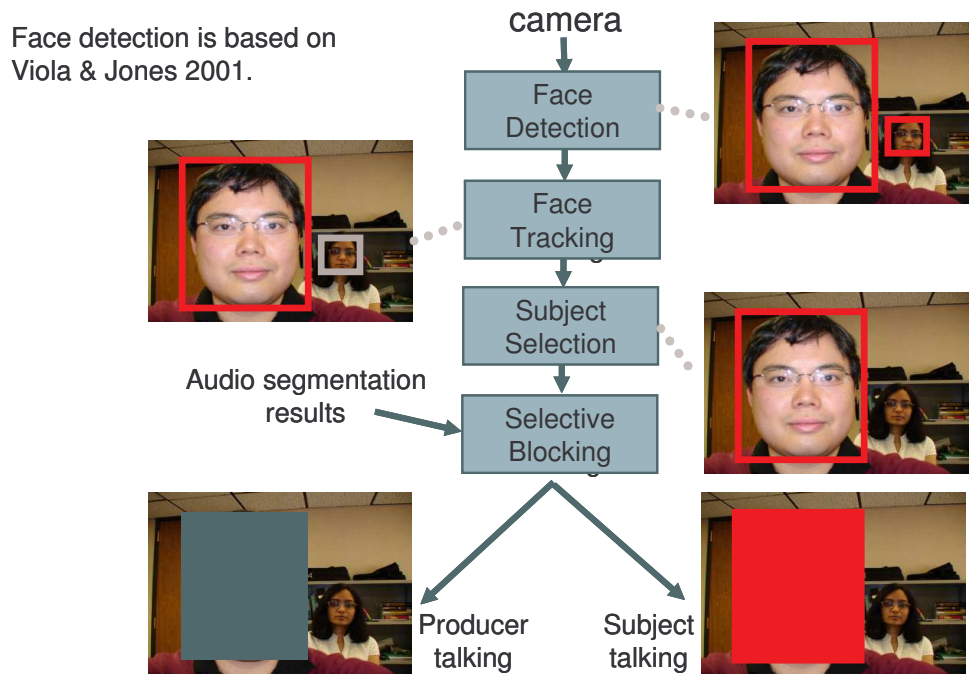 Face detection is based on
Viola & Jones 2001.
camera
Face
Detection
Face
Tracking
Subject
Selection
Audio segmentation
results
Selective
Blocking
Producer
talking
Subject
talking